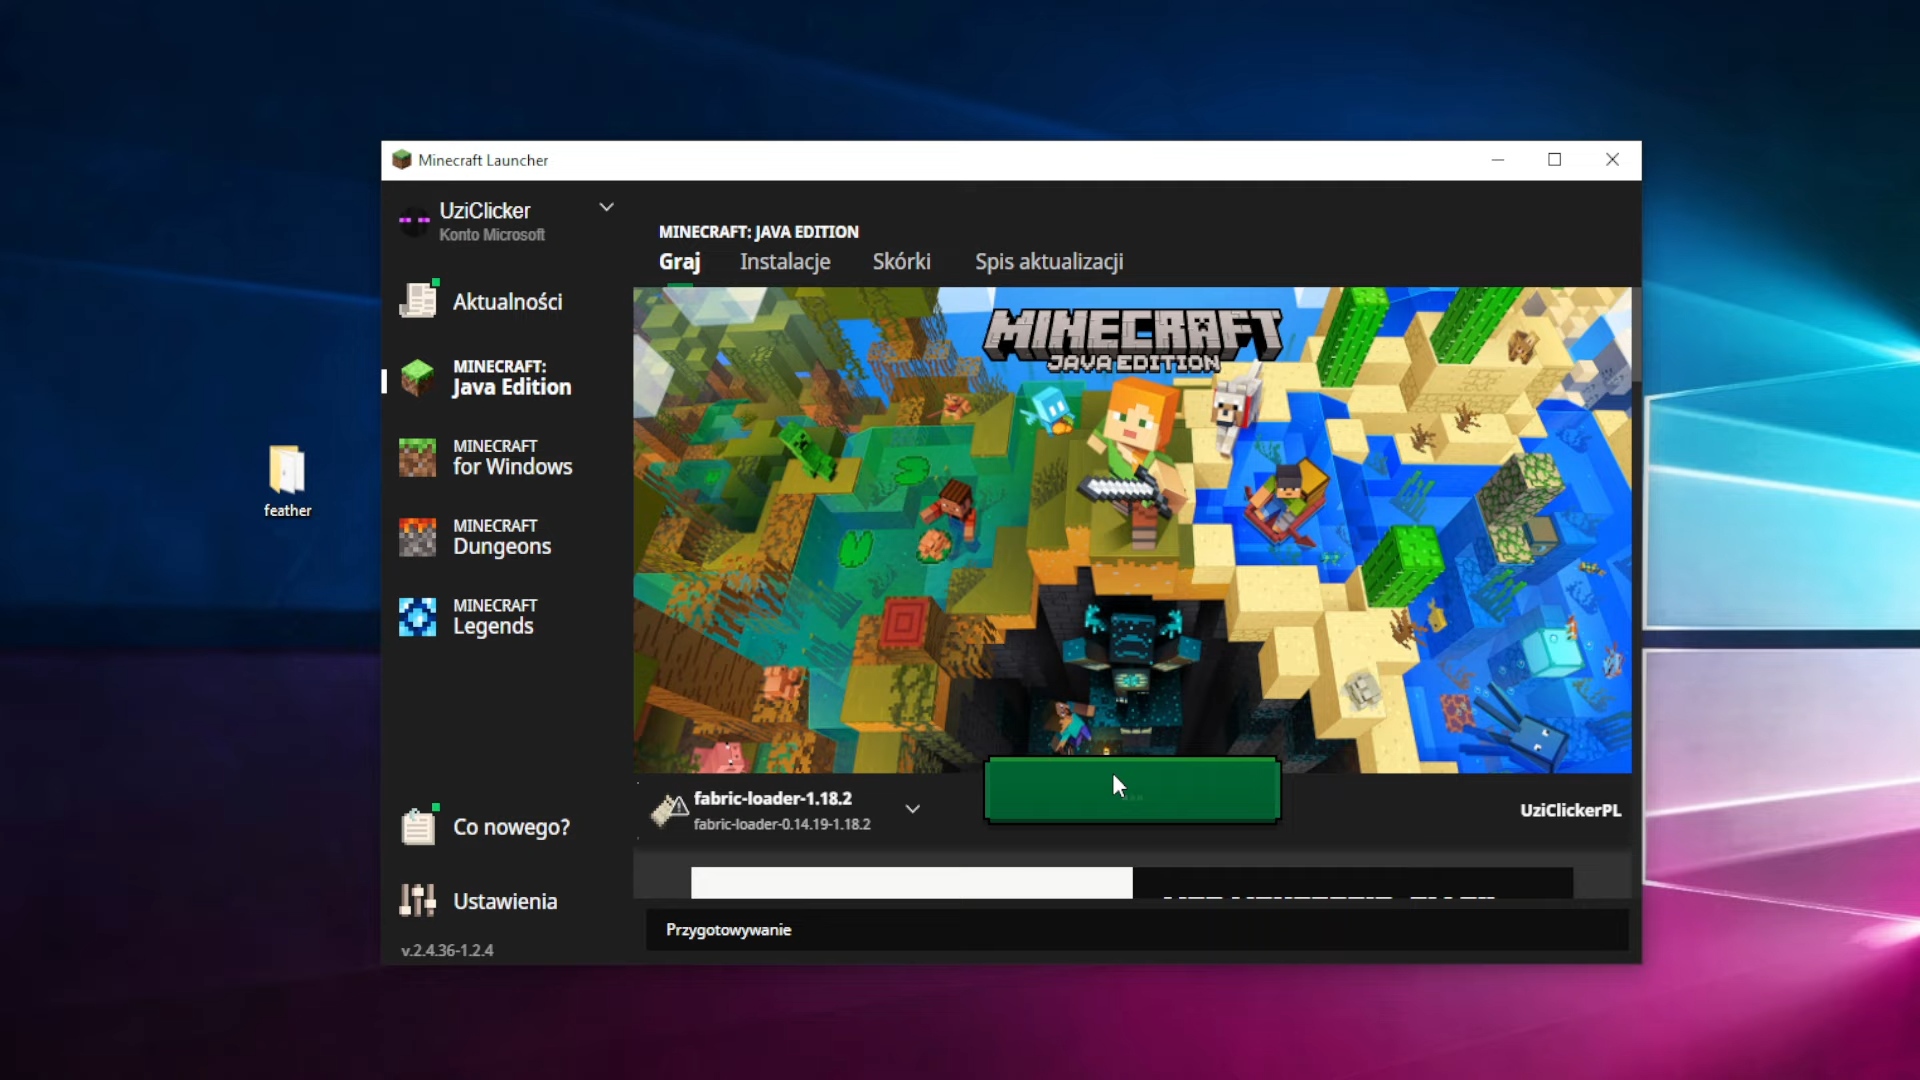 Minecraft Launcher
UziClicker
Konto Microsoft
Aktualności
MINECRAFT:
Java Edition
MINECRAFT
for Windows
MINECRAFT
Dungeons
MINECRAFT
Legends
Co nowego?
Ustawienia
v.2.4.36-1.2.4
feather
MINECRAFT: JAVA EDITION
Graj Instalacje Skórki Spis aktualizacji
MINECRAFT
JAVA EDITION
fabric-loader-1.18.2
fabric-loader-0.14.19-1.18.2
...
UziClickerPL
Przygotowywanie